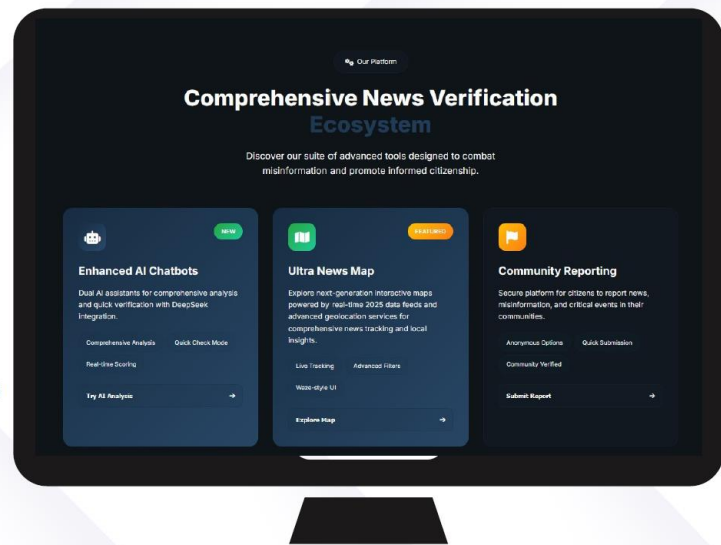 Our Platform
Comprehensive News Verification
Ecosystem
Discover our suite of advanced tools designed to combat
misinformation and promote informed citizenship.
NEW
Enhanced AI Chatbots
Dual AI assistants for comprehensive analysis
and quick verification with DeepSeek
integration.
Comprehensive Analysis
Quick Check Mode
Real-time Scoring
Try AI Analysis →
FEATURED
Ultra News Map
Explore next-generation interactive maps
powered by real-time 2025 data feeds and
advanced geolocation services for
comprehensive news tracking and local
insights.
Live Tracking
Advanced Filters
Waze-style UI
Explore Map →
Community Reporting
Secure platform for citizens to report news,
misinformation, and critical events in their
communities.
Anonymous Options
Quick Submission
Community Verified
Submit Report →